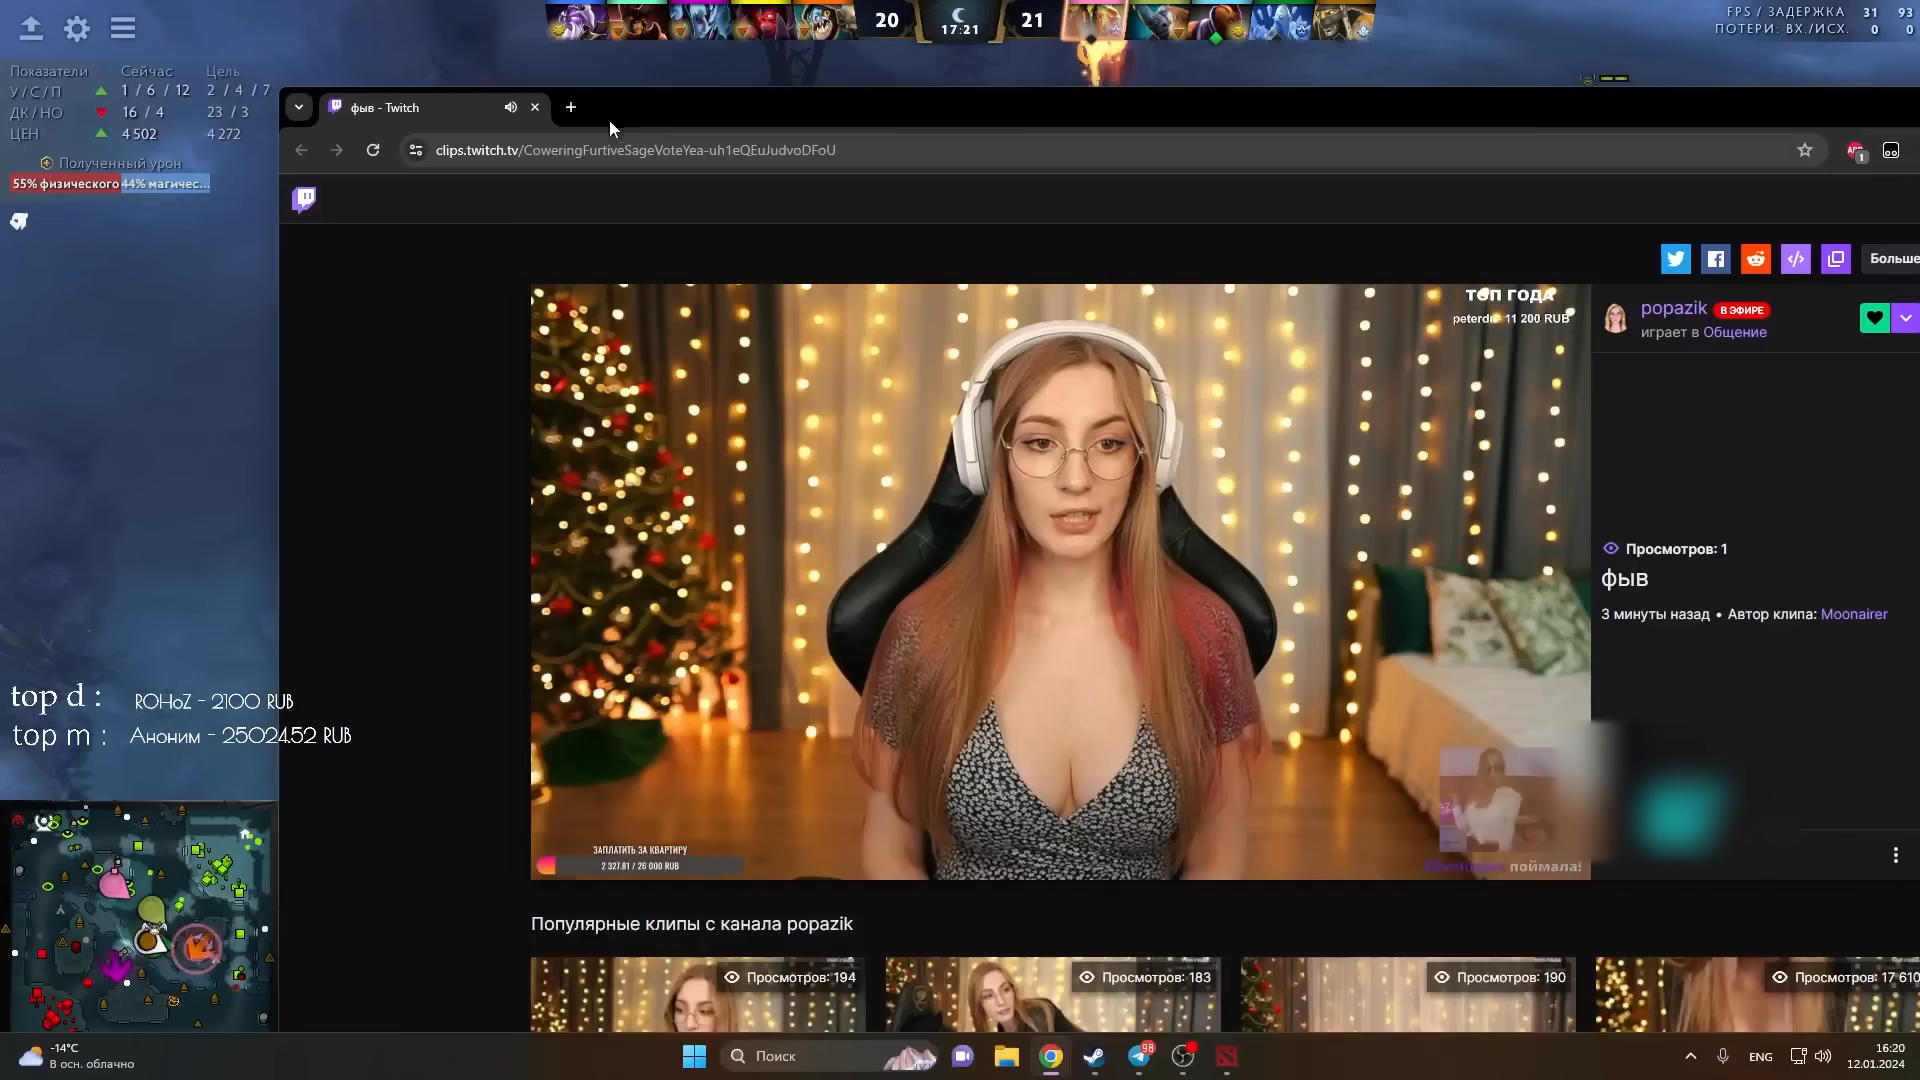 20
17:21
21
FPS / ЗАДЕРЖКА 31 93
ПОТЕРИ: ВХ./ИСХ. 0 0
Показатели Сейчас Цель
У / С / П 1 / 6 / 12 2 / 4 / 7
ДК / НО 16 / 4 23 / 3
ЦЕН 4 502 4 272
Полученный урон
55% физического 44% магичес...
фыв - Twitch
clips.twitch.tv/CoweringFurtiveSageVoteYea-uh1eQEuJudvoDFoU
ABP 1
Больше
ТОП ГОДА
11 200 RUB
popazik В ЭФИРЕ
играет в Общение
Просмотров: 1
фыв
3 минуты назад • Автор клипа: Moonairer
top d : ROHoZ - 2100 RUB
top m : Аноним - 25024.52 RUB
ЗАПЛАТИТЬ ЗА КВАРТИРУ
2 327.81 / 26 000 RUB
поймала!
Популярные клипы с канала popazik
Просмотров: 194
Просмотров: 183
Просмотров: 190
Просмотров: 17 610
-14°C
В осн. облачно
Поиск
98
ENG
16:20
12.01.2024